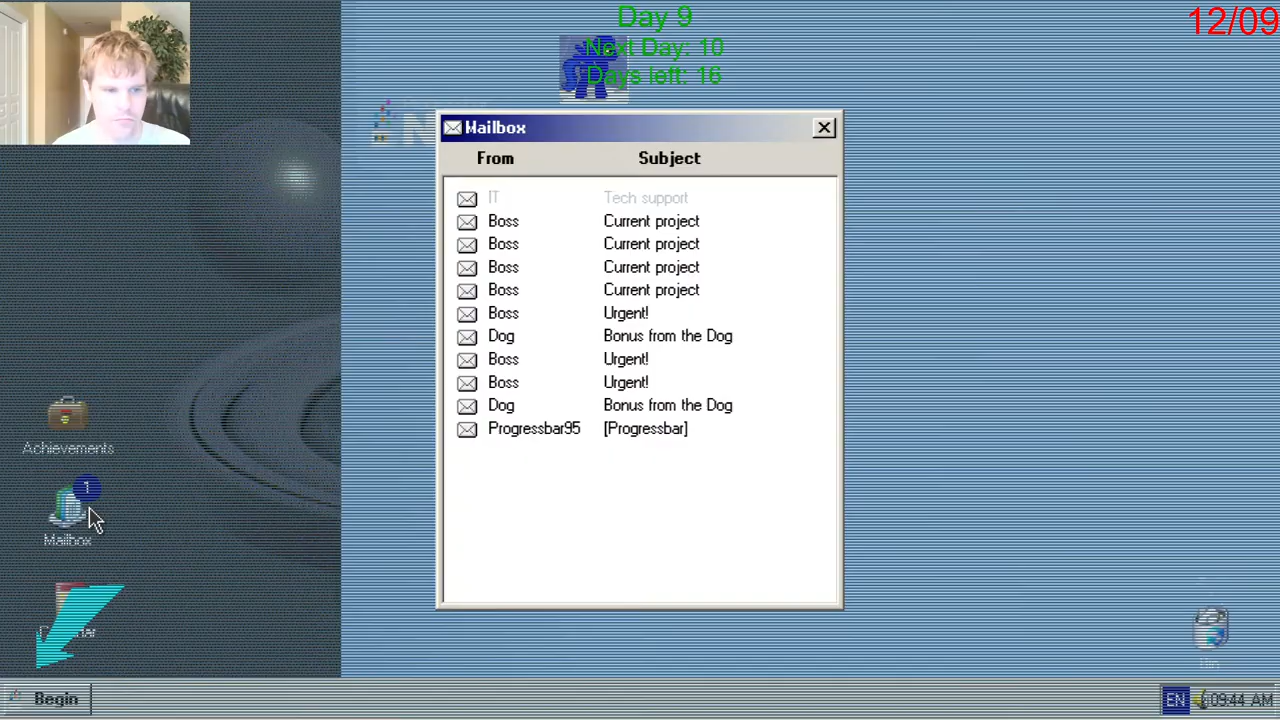 Day 9
Next Day: 10
Days left: 16
12/09
Mailbox
From Subject
IT Tech support
Boss Current project
Boss Current project
Boss Current project
Boss Current project
Boss Urgent!
Dog Bonus from the Dog
Boss Urgent!
Boss Urgent!
Dog Bonus from the Dog
Progressbar95 [Progressbar]
Achievements
1
Mailbox
Bin
Begin
EN 09:44 AM